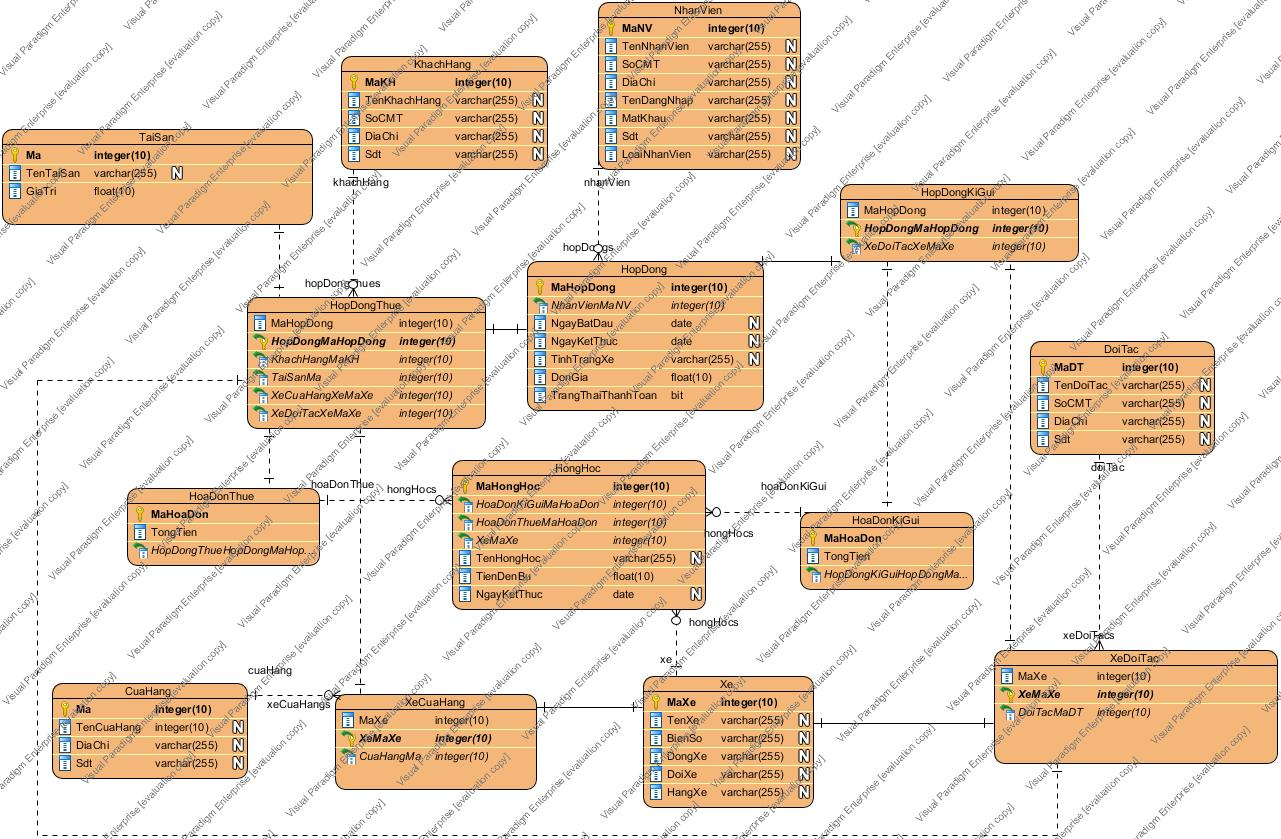 NhanVien
MaNV integer(10)
TenNhanVien varchar(255) N
SoCMT varchar(255) N
DiaChi varchar(255) N
TenDangNhap varchar(255) N
MatKhau varchar(255) N
Sdt varchar(255) N
LoaiNhanVien varchar(255) N
nhanVien
KhachHang
MaKH integer(10)
TenKhachHang varchar(255) N
SoCMT varchar(255) N
DiaChi varchar(255) N
Sdt varchar(255) N
khachHang
TaiSan
Ma integer(10)
TenTaiSan varchar(255) N
GiaTri float(10)
HopDongKiGui
MaHopDong integer(10)
HopDongMaHopDong integer(10)
XeDoiTacXeMaXe integer(10)
hopDongs
HopDong
MaHopDong integer(10)
NhanVienMaNV integer(10)
NgayBatDau date N
NgayKetThuc date N
TinhTrangXe varchar(255) N
DonGia float(10)
TrangThaiThanhToan bit
hopDongThues
HopDongThue
MaHopDong integer(10)
HopDongMaHopDong integer(10)
KhachHangMaKH integer(10)
TaiSanMa integer(10)
XeCuaHangXeMaXe integer(10)
XeDoiTacXeMaXe integer(10)
DoiTac
MaDT integer(10)
TenDoiTac varchar(255) N
SoCMT varchar(255) N
DiaChi varchar(255) N
Sdt varchar(255) N
doiTac
HongHoc
MaHongHoc integer(10)
HoaDonKiGuiMaHoaDon integer(10)
HoaDonThueMaHoaDon integer(10)
XeMaXe integer(10)
TenHongHoc varchar(255) N
TienDenBu float(10)
NgayKetThuc date N
hoaDonThue
hongHocs
hoaDonKiGui
hongHocs
HoaDonThue
MaHoaDon
TongTien
HopDongThueHopDongMaHop...
HoaDonKiGui
MaHoaDon
TongTien
HopDongKiGuiHopDongMa...
hongHocs
xe
xeDoiTacs
XeDoiTac
MaXe integer(10)
XeMaXe integer(10)
DoiTacMaDT integer(10)
cuaHang
xeCuaHangs
CuaHang
Ma integer(10)
TenCuaHang integer(10) N
DiaChi varchar(255) N
Sdt varchar(255) N
XeCuaHang
MaXe integer(10)
XeMaXe integer(10)
CuaHangMa integer(10)
Xe
MaXe integer(10)
TenXe varchar(255) N
BienSo varchar(255) N
DongXe varchar(255) N
DoiXe varchar(255) N
HangXe varchar(255) N
Visual Paradigm Enterprise [evaluation copy]